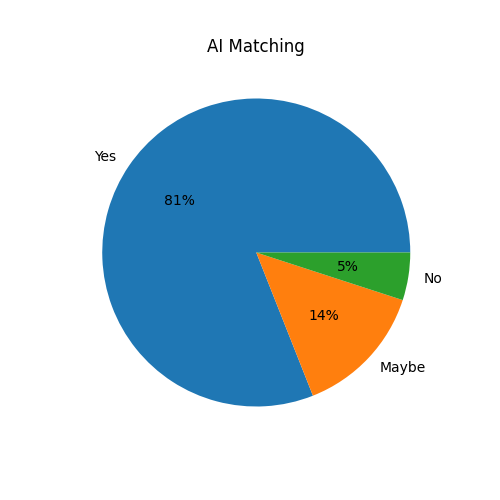 AI Matching
Yes
81%
5%
No
14%
Maybe